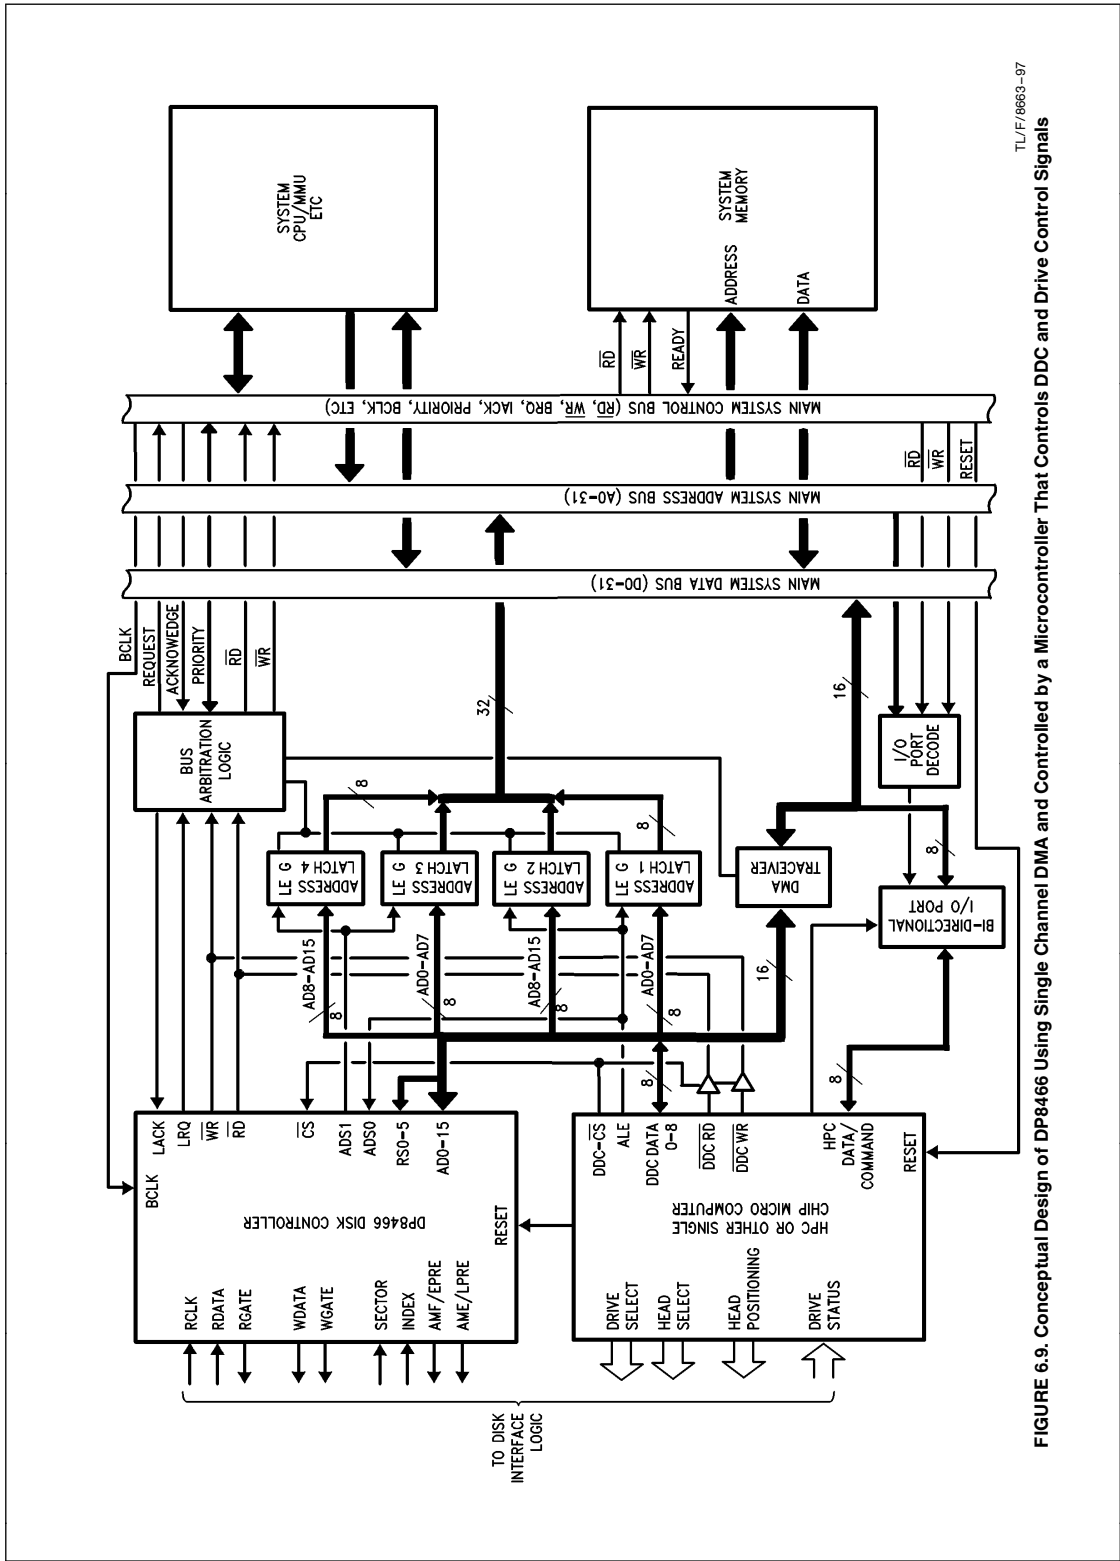 SYSTEM
CPU/MMU
ETC
SYSTEM
MEMORY
ADDRESS
DATA
RD
WR
READY
MAIN SYSTEM CONTROL BUS (RD, WR, BRQ, IACK, PRIORITY, BCLK, ETC)
RD
WR
RESET
MAIN SYSTEM ADDRESS BUS (A0-31)
MAIN SYSTEM DATA BUS (D0-31)
BCLK
REQUEST
ACKNOWEDGE
PRIORITY
RD
WR
32
16
BUS
ARBITRATION
LOGIC
I/O
PORT
DECODE
8
8
8
LE G
ADDRESS
LATCH 4
LE G
ADDRESS
LATCH 3
LE G
ADDRESS
LATCH 2
LE G
ADDRESS
LATCH 1
DMA
TRACEIVER
BI-DIRECTIONAL
I/O PORT
AD8-AD15
8
AD0-AD7
8
AD8-AD15
8
AD0-AD7
8
16
8
8
LACK
LRQ
WR
RD
CS
ADS1
ADS0
RS0-5
AD0-15
BCLK
DP8466 DISK CONTROLLER
RESET
RCLK
RDATA
RGATE
WDATA
WGATE
SECTOR
INDEX
AMF/EPRE
AME/LPRE
DDC-CS
ALE
DDC DATA
0-8
DDC RD
DDC WR
HPC
DATA/
COMMAND
RESET
HPC OR OTHER SINGLE
CHIP MICRO COMPUTER
DRIVE
SELECT
HEAD
SELECT
HEAD
POSITIONING
DRIVE
STATUS
TO DISK
INTERFACE
LOGIC
TL/F/8663-97
FIGURE 6.9. Conceptual Design of DP8466 Using Single Channel DMA and Controlled by a Microcontroller That Controls DDC and Drive Control Signals